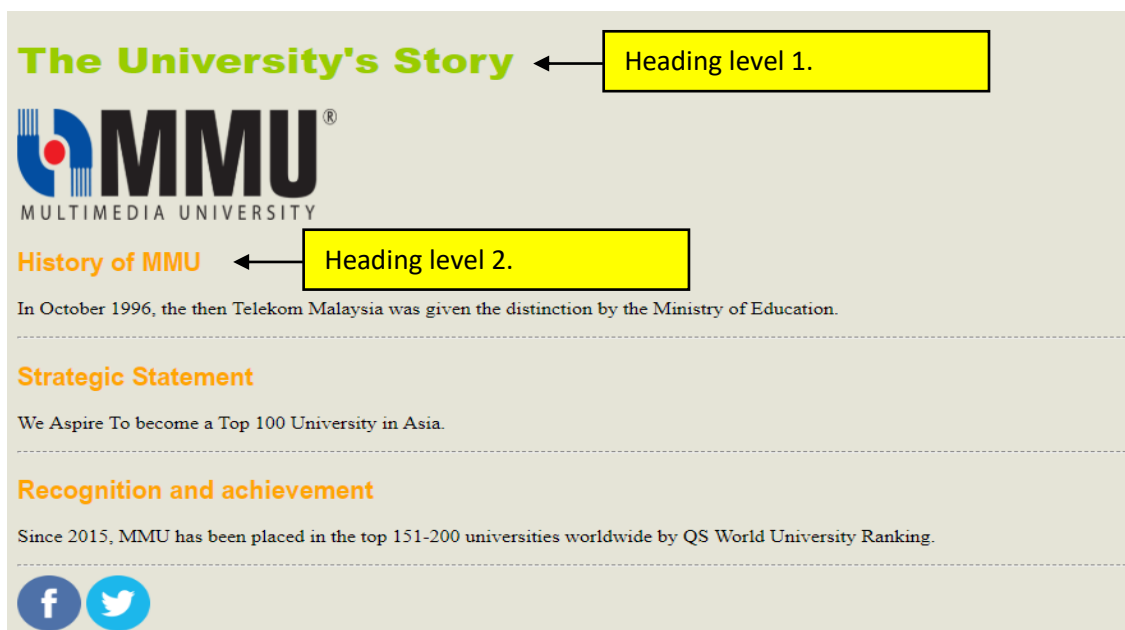 The University's Story
Heading level 1.
MMU®
MULTIMEDIA UNIVERSITY
History of MMU
Heading level 2.
In October 1996, the then Telekom Malaysia was given the distinction by the Ministry of Education.
Strategic Statement
We Aspire To become a Top 100 University in Asia.
Recognition and achievement
Since 2015, MMU has been placed in the top 151-200 universities worldwide by QS World University Ranking.
f